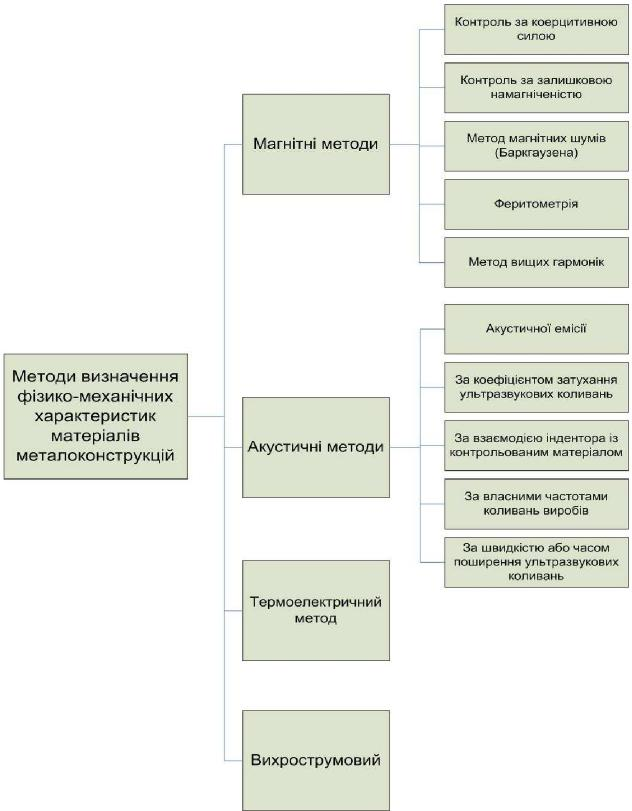 Методи визначення
фізико-механічних
характеристик
матеріалів
металоконструкцій
Магнітні методи
Контроль за коерцитивною
силою
Контроль за залишковою
намагніченістю
Метод магнітних шумів
(Баркгаузена)
Феритометрія
Метод вищих гармонік
Акустичні методи
Акустичної емісії
За коефіцієнтом затухання
ультразвукових коливань
За взаємодією індентора із
контрольованим матеріалом
За власними частотами
коливань виробів
За швидкістю або часом
поширення ультразвукових
коливань
Термоелектричний
метод
Вихрострумовий